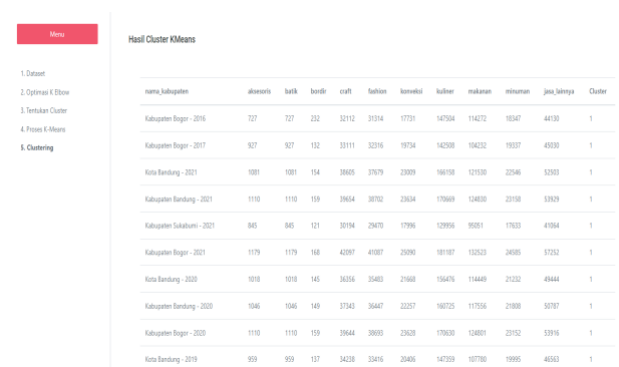 Menu
Hasil Cluster KMeans
1. Dataset
2. Optimasi K Elbow
3. Tentukan Cluster
4. Proses K-Means
5. Clustering
nama_kabupaten aksesoris batik bordir craft fashion konveksi kuliner makanan minuman jasa_lainnya Cluster
Kabupaten Bogor - 2016 727 727 232 32112 31314 17731 147504 114272 18347 44130 1
Kabupaten Bogor - 2017 927 927 132 33111 32316 19734 142508 104232 19337 45030 1
Kota Bandung - 2021 1081 1081 154 38605 37679 23009 166158 121530 22546 52503 1
Kabupaten Bandung - 2021 1110 1110 159 39654 38702 23634 170669 124830 23158 53929 1
Kabupaten Sukabumi - 2021 845 845 121 30194 29470 17996 129956 95051 17633 41064 1
Kabupaten Bogor - 2021 1179 1179 168 42097 41087 25090 181187 132523 24585 57252 1
Kota Bandung - 2020 1018 1018 145 36356 35483 21668 156476 114449 21232 49444 1
Kabupaten Bandung - 2020 1046 1046 149 37343 36447 22257 160725 117556 21808 50787 1
Kabupaten Bogor - 2020 1110 1110 159 39644 38693 23628 170630 124801 23152 53916 1
Kota Bandung - 2019 959 959 137 34238 33416 20406 147359 107780 19995 46563 1